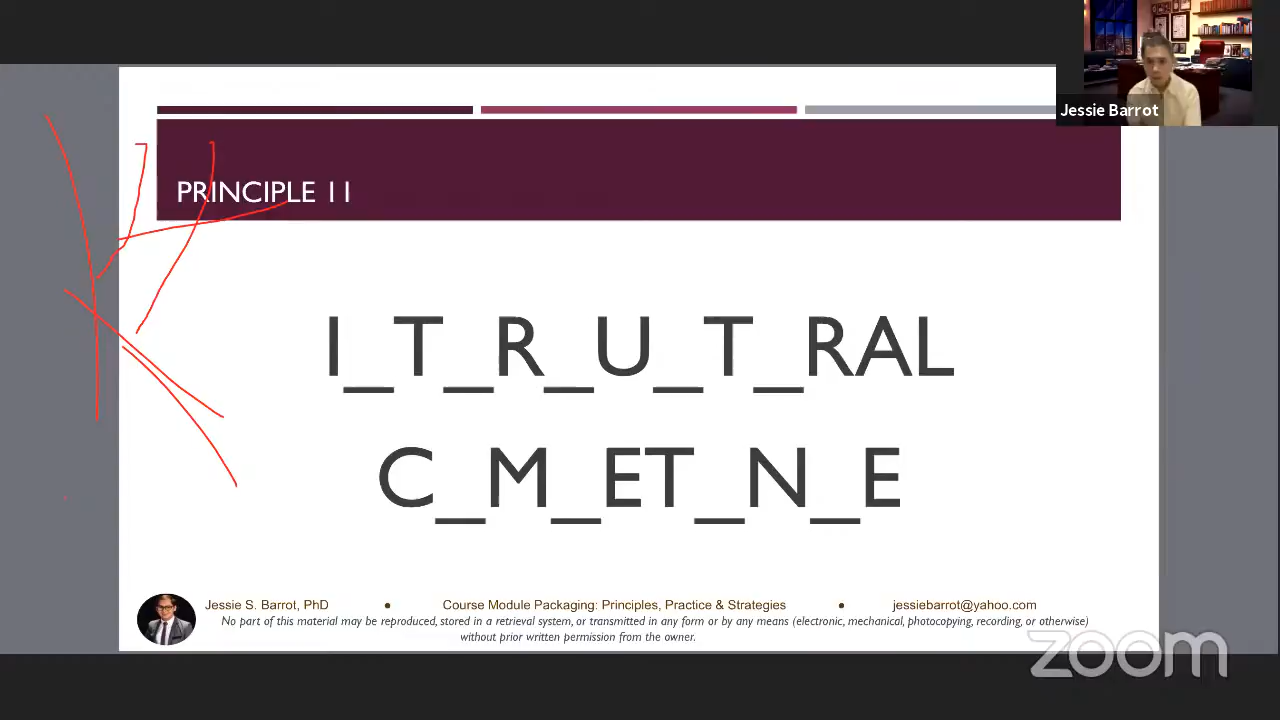 Jessie Barrot
PRINCIPLE 11
I_T_R_U_T_RAL
C_M_ET_N_E
Jessie S. Barrot, PhD • Course Module Packaging: Principles, Practice & Strategies • jessiebarrot@yahoo.com
No part of this material may be reproduced, stored in a retrieval system, or transmitted in any form or by any means (electronic, mechanical, photocopying, recording, or otherwise)
without prior written permission from the owner.
zoom